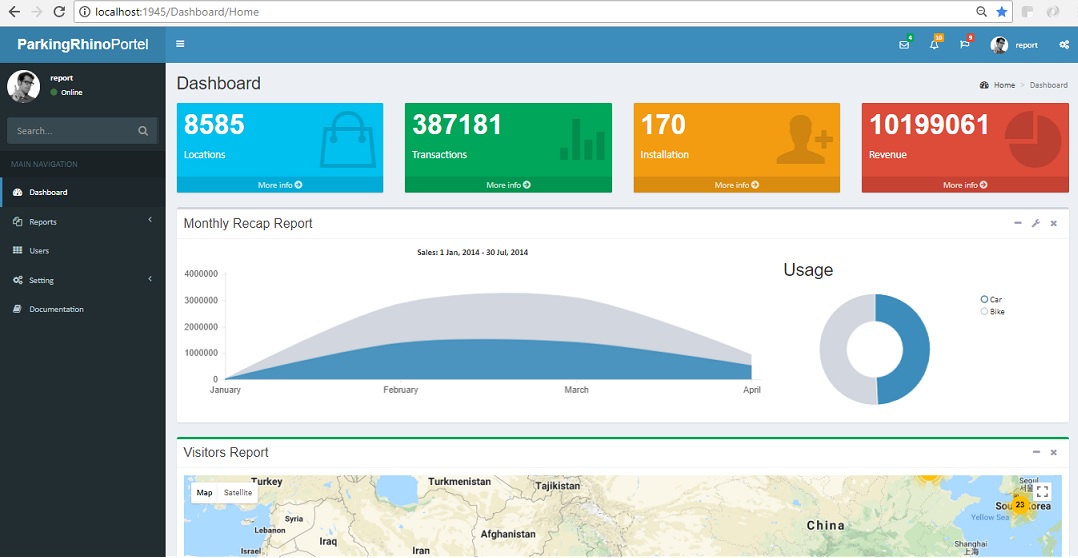 localhost:1945/Dashboard/Home
ParkingRhinoPortel
4
10
9
report
report
Online
Search...
MAIN NAVIGATION
Dashboard
Reports
Users
Setting
Documentation
Dashboard
Home > Dashboard
8585
Locations
More info
387181
Transactions
More info
170
Installation
More info
10199061
Revenue
More info
Monthly Recap Report
Sales: 1 Jan, 2014 - 30 Jul, 2014
4000000
3000000
2000000
1000000
0
January
February
March
April
Usage
Car
Bike
Visitors Report
Map
Satellite
Turkey
Turkmenistan
Tajikistan
Syria
Lebanon
Israel
Iraq
Iran
Afghanistan
China
Seoul
서울
South Korea
23
Yellow Sea
Shanghai
上海